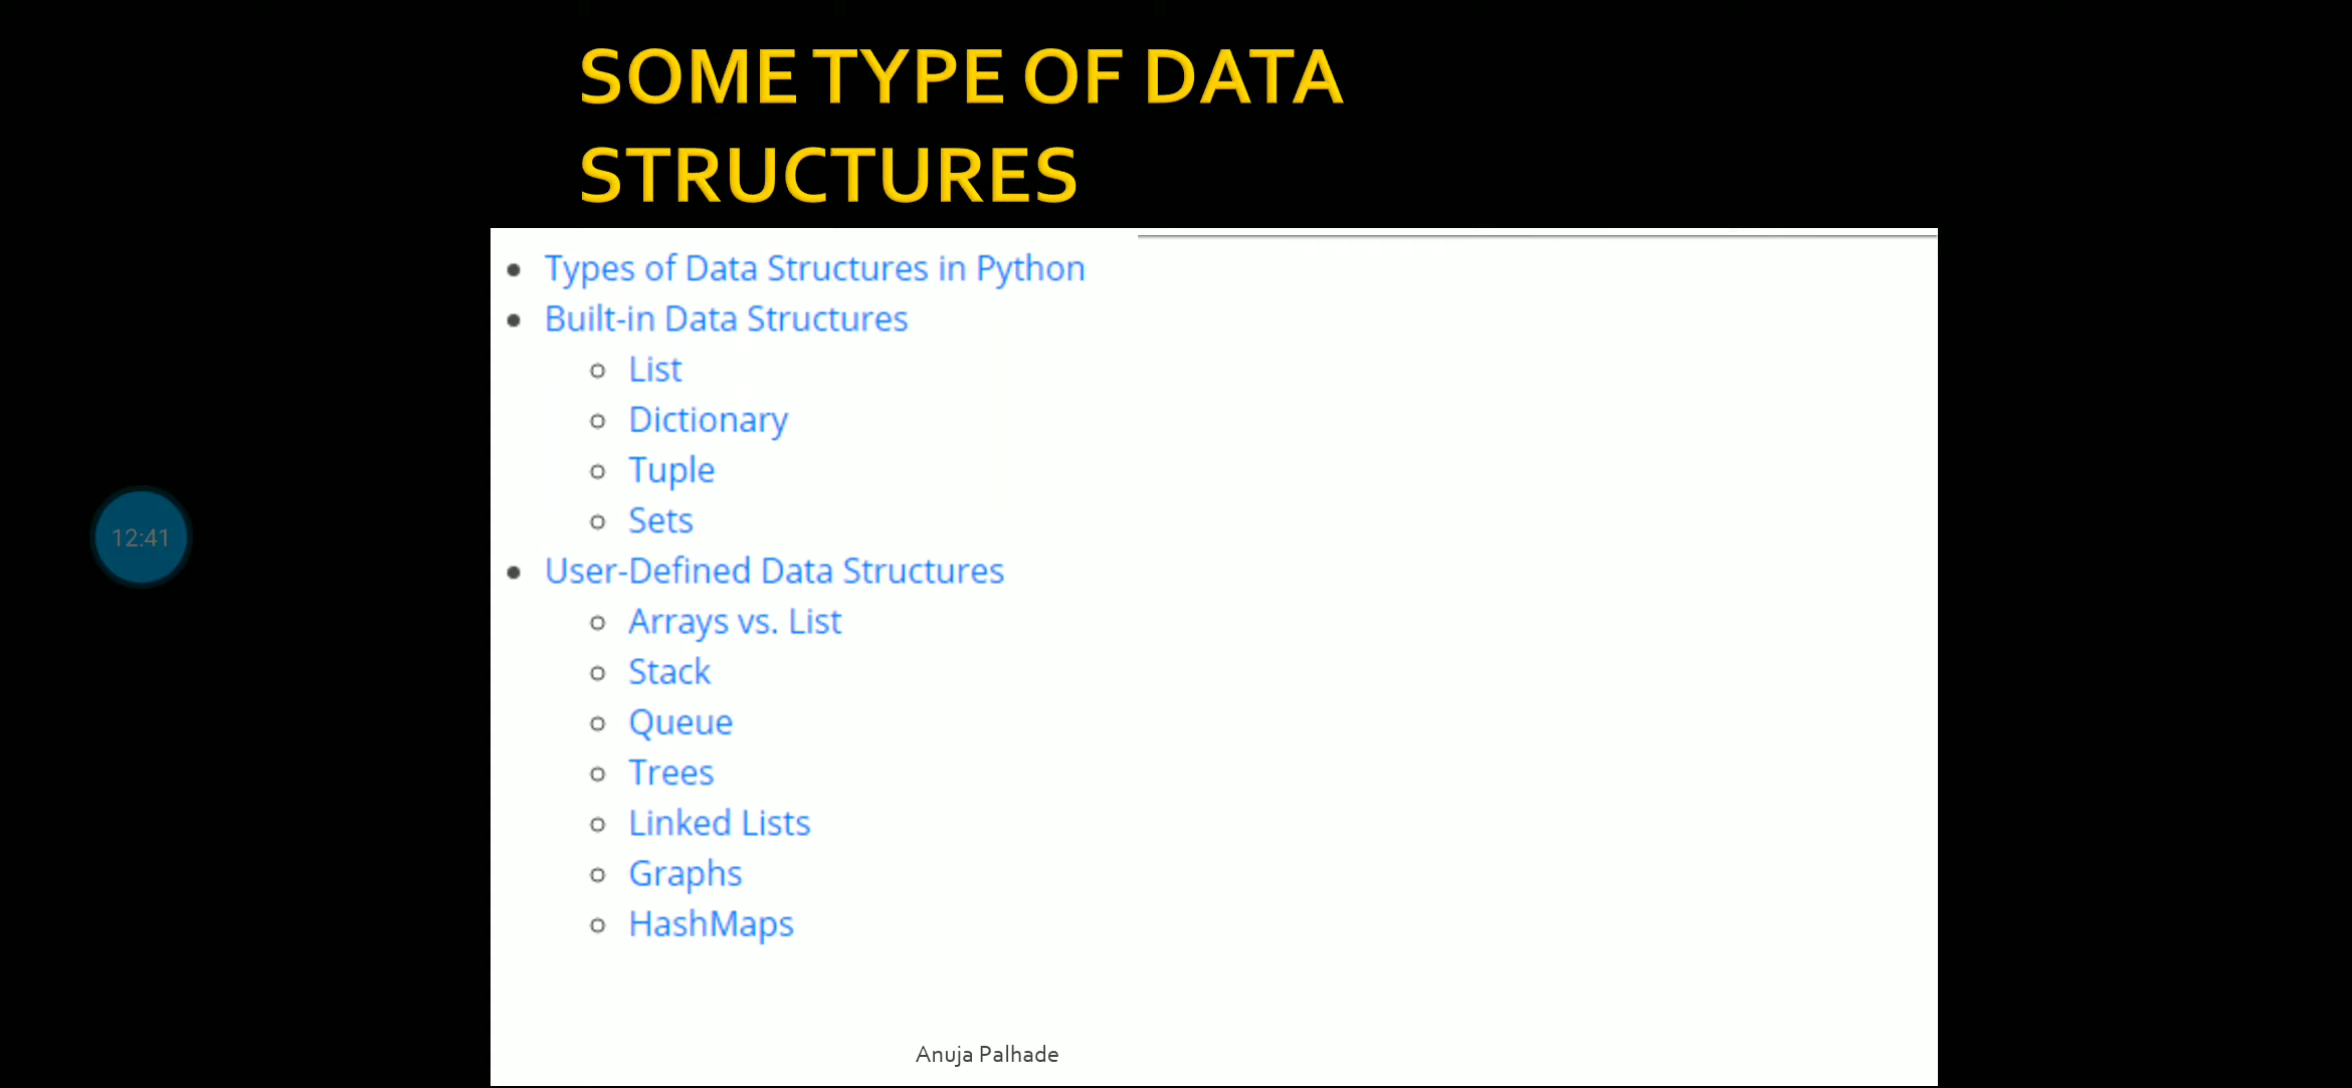 SOME TYPE OF DATA
STRUCTURES
Types of Data Structures in Python
Built-in Data Structures
List
Dictionary
Tuple
Sets
12:41
User-Defined Data Structures
Arrays vs. List
Stack
Queue
Trees
Linked Lists
Graphs
HashMaps
Anuja Palhade